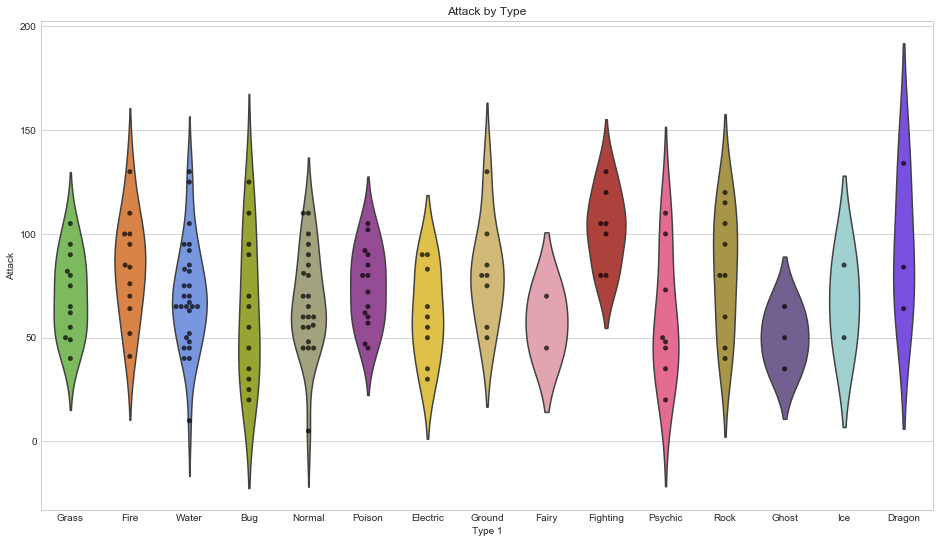 Attack by Type
200
150
100
50
0
Attack
Grass Fire Water Bug Normal Poison Electric Ground Fairy Fighting Psychic Rock Ghost Ice Dragon
Type 1